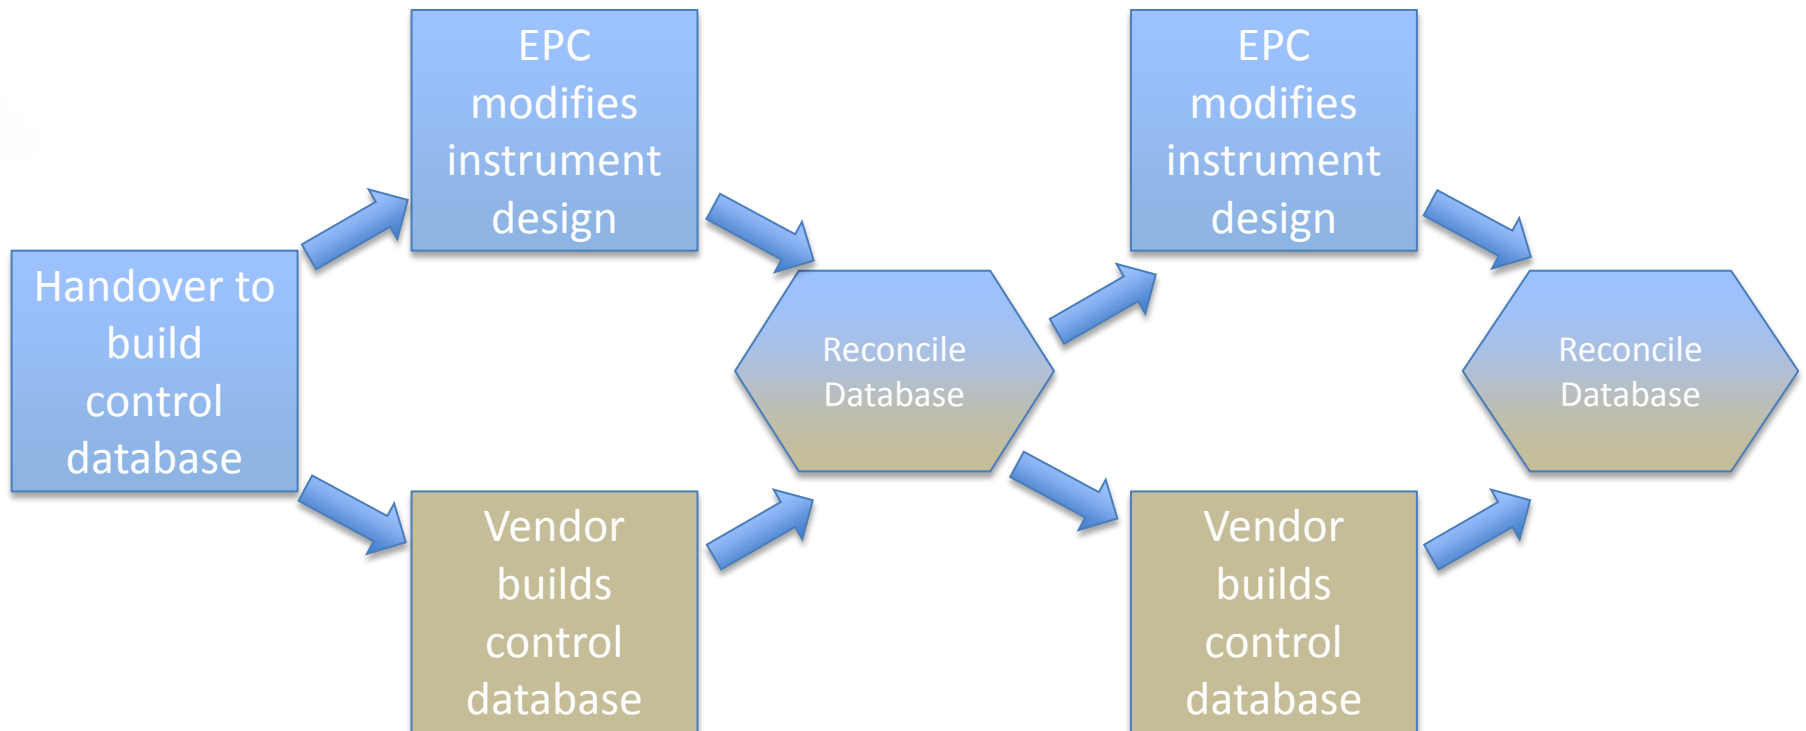 Handover to
build
control
database
EPC
modifies
instrument
design
Vendor
builds
control
database
Reconcile
Database
EPC
modifies
instrument
design
Vendor
builds
control
database
Reconcile
Database